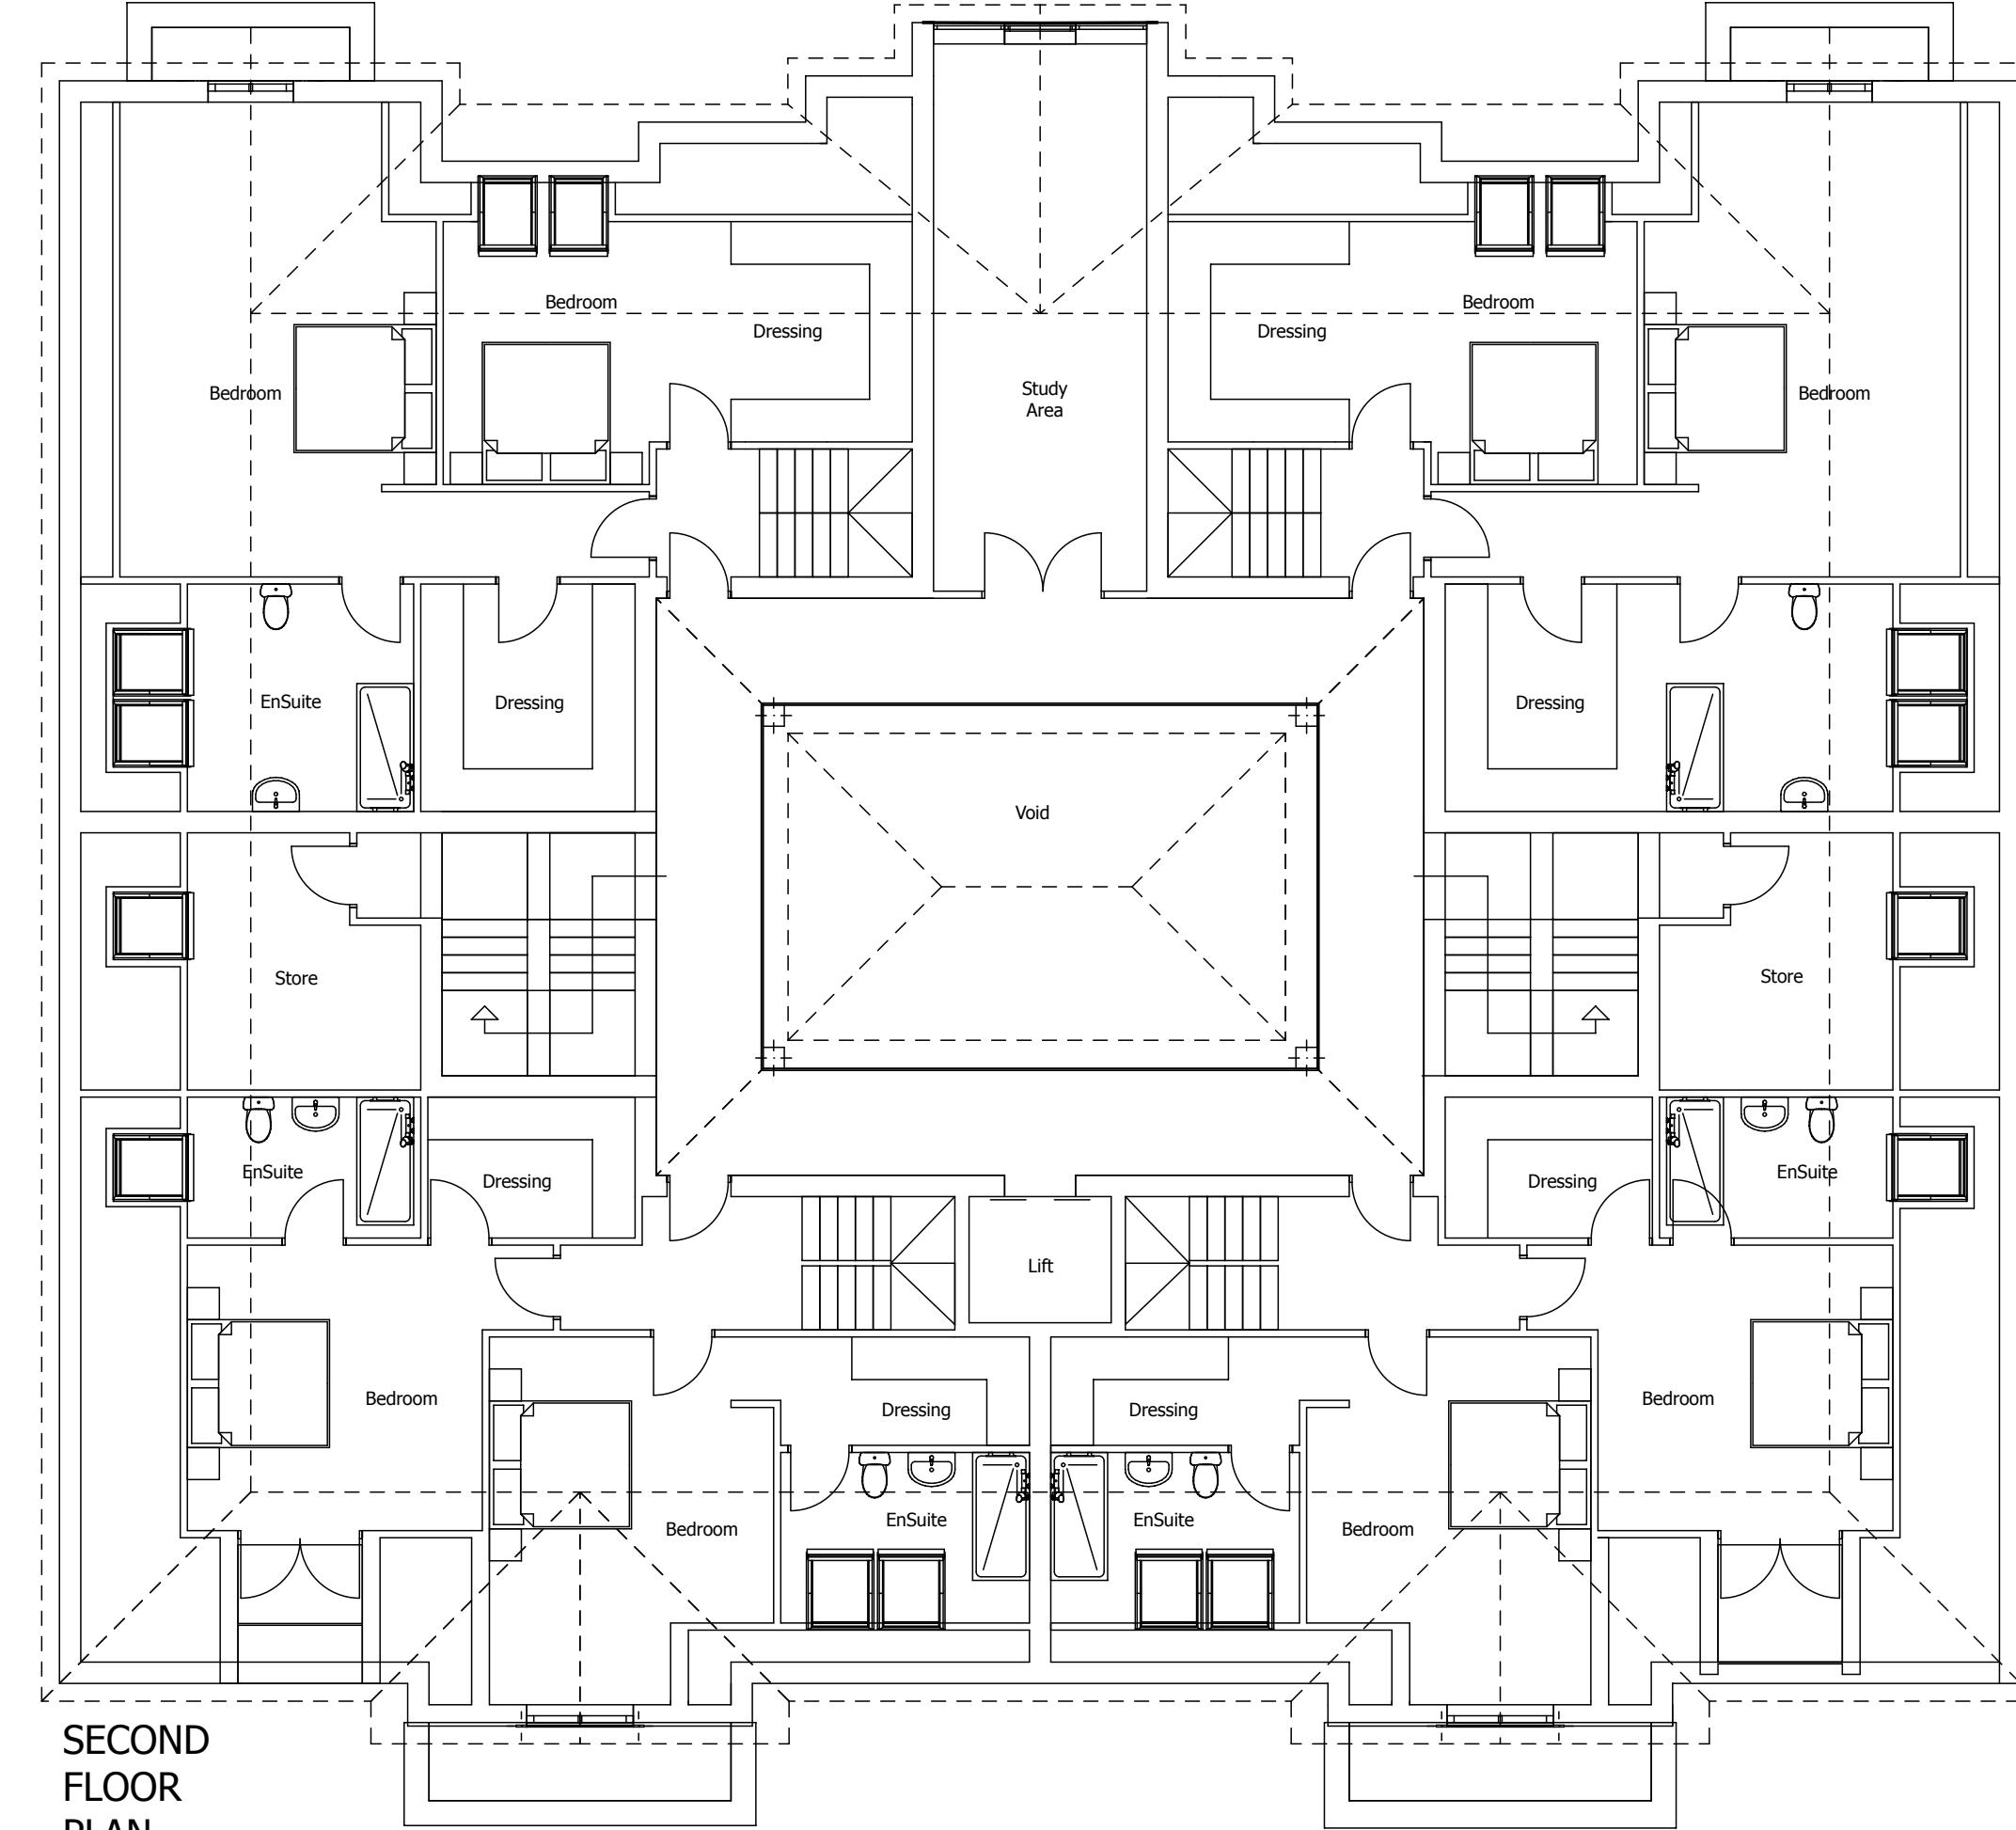 Bedroom
Bedroom
Dressing
Dressing
Bedroom
Study
Area
Bedroom
EnSuite
Dressing
Dressing
Void
Store
Store
EnSuite
Dressing
Dressing
EnSuite
Lift
Bedroom
Dressing
Dressing
Bedroom
EnSuite
EnSuite
Bedroom
Bedroom
SECOND
FLOOR
PLAN